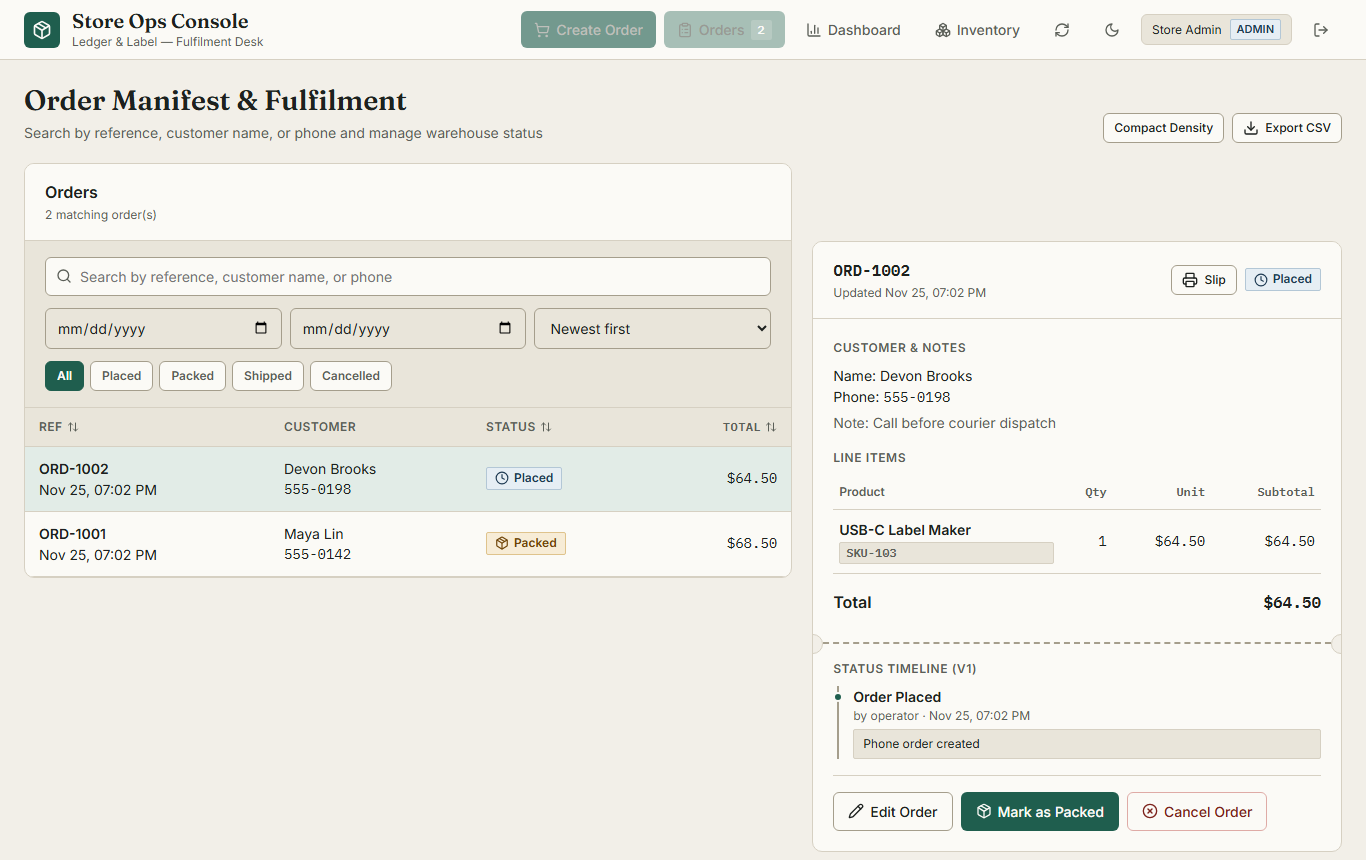 Store Ops Console
Ledger & Label — Fulfilment Desk
Create Order
Orders 2
Dashboard
Inventory
Store Admin ADMIN
Order Manifest & Fulfilment
Search by reference, customer name, or phone and manage warehouse status
Compact Density
Export CSV
Orders
2 matching order(s)
Search by reference, customer name, or phone
mm/dd/yyyy
mm/dd/yyyy
Newest first
All
Placed
Packed
Shipped
Cancelled
REF CUSTOMER STATUS TOTAL
ORD-1002 Devon Brooks Placed $64.50
Nov 25, 07:02 PM 555-0198
ORD-1001 Maya Lin Packed $68.50
Nov 25, 07:02 PM 555-0142
ORD-1002
Updated Nov 25, 07:02 PM
Slip
Placed
CUSTOMER & NOTES
Name: Devon Brooks
Phone: 555-0198
Note: Call before courier dispatch
LINE ITEMS
Product Qty Unit Subtotal
USB-C Label Maker 1 $64.50 $64.50
SKU-103
Total $64.50
STATUS TIMELINE (V1)
Order Placed
by operator · Nov 25, 07:02 PM
Phone order created
Edit Order
Mark as Packed
Cancel Order